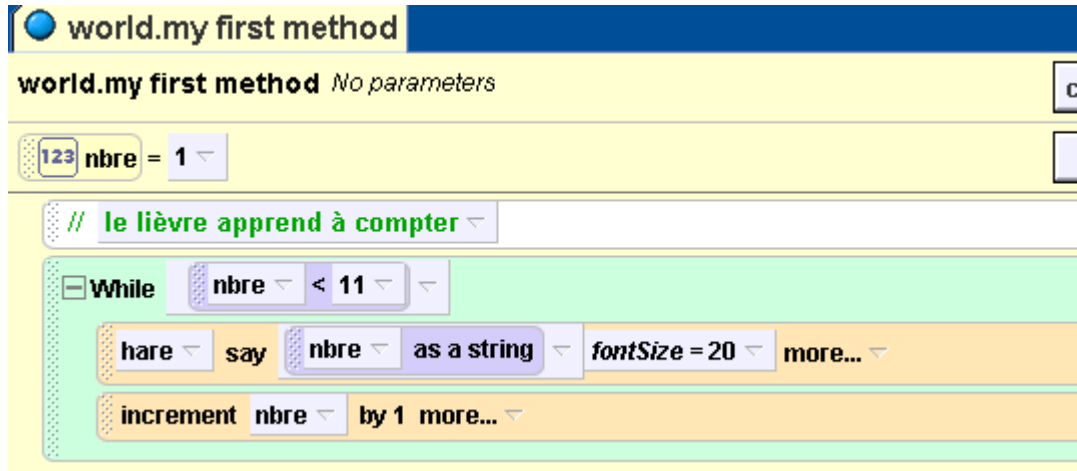 world.my first method
world.my first method No parameters
c
123 nbre = 1
// le lièvre apprend à compter
While nbre < 11
hare say nbre as a string fontSize = 20 more...
increment nbre by 1 more...